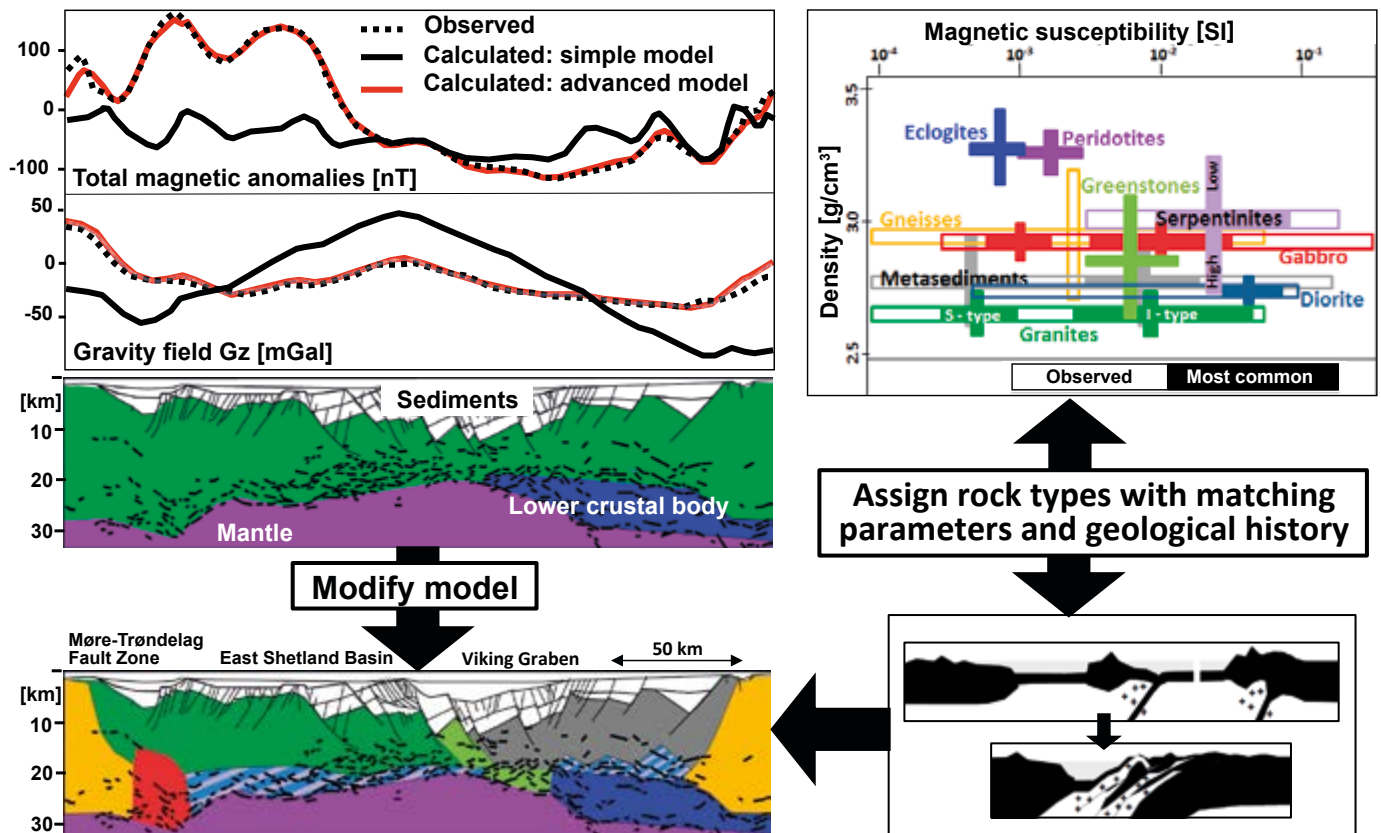 Observed
Calculated: simple model
Calculated: advanced model
100
0
-100
Total magnetic anomalies [nT]
50
0
-50
Gravity field Gz [mGal]
[km]
10
20
30
Sediments
Lower crustal body
Mantle
Modify model
Møre-Trøndelag
Fault Zone
East Shetland Basin
Viking Graben
50 km
[km]
10
20
30
Magnetic susceptibility [SI]
10⁻⁴
10⁻³
10⁻²
10⁻¹
Density [g/cm³]
3.5
3.0
2.5
Eclogites
Peridotites
Greenstones
Low
Gneisses
Serpentinites
Gabbro
Metasediments
High
Diorite
S - type
I - type
Granites
Observed
Most common
Assign rock types with matching
parameters and geological history